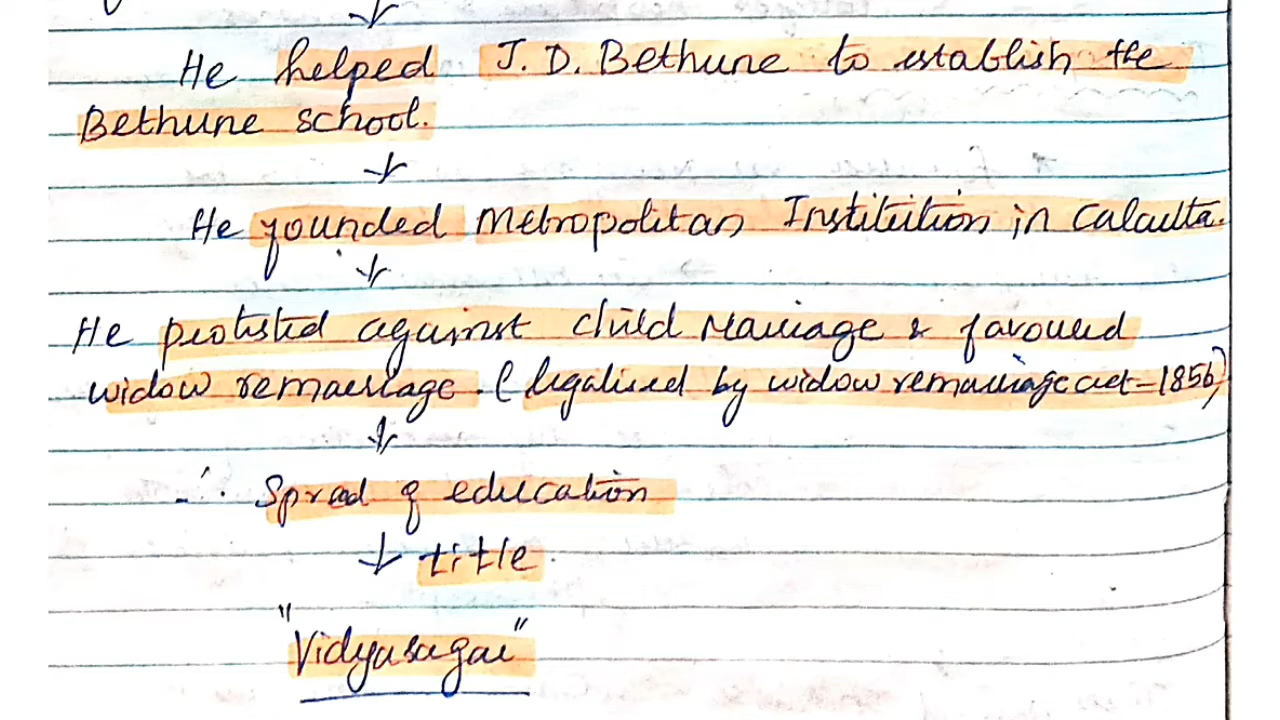 He helped J. D. Bethune to establish the
Bethune school.
He founded Metropolitan Instituition in Calcutta.
He protested against child Marriage & favoured
widow remarriage (legalised by widow remarriage act-1856)
∴ Spread of education
title
"Vidyasagar"